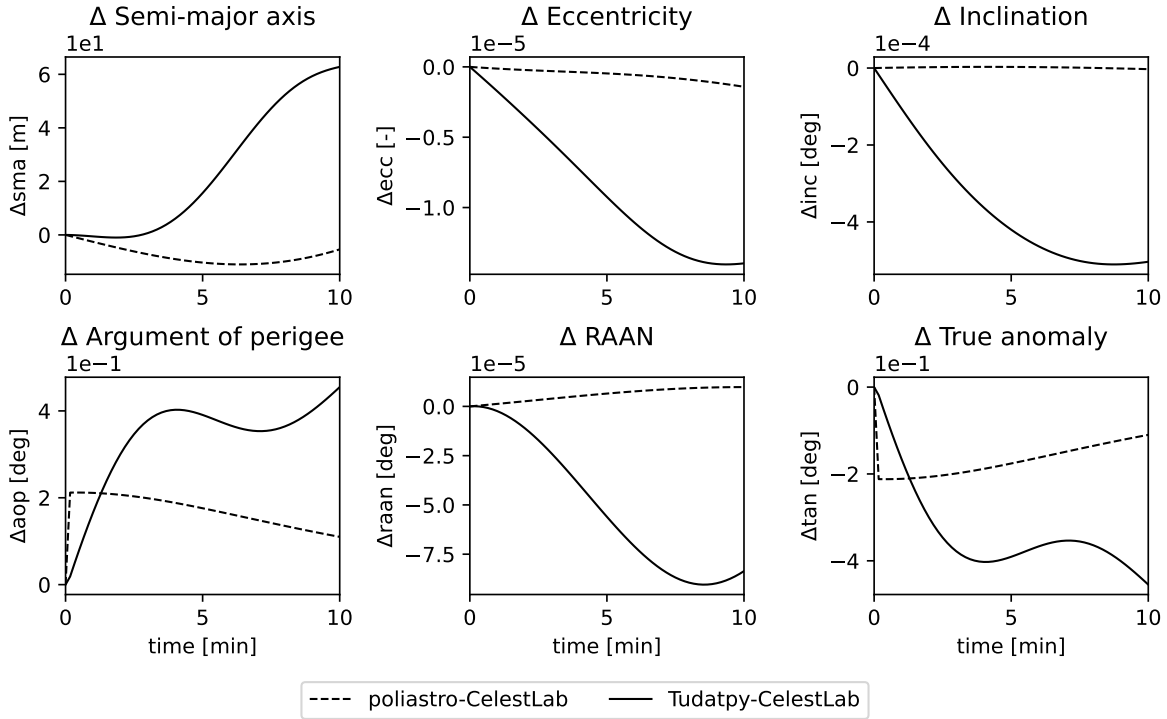 Δ Semi-major axis
1e1
6
4
2
0
Δsma [m]
0 5 10
Δ Eccentricity
1e−5
0.0
−0.5
−1.0
Δecc [-]
0 5 10
Δ Inclination
1e−4
0
−2
−4
Δinc [deg]
0 5 10
Δ Argument of perigee
1e−1
4
2
0
Δaop [deg]
0 5 10
time [min]
Δ RAAN
1e−5
0.0
−2.5
−5.0
−7.5
Δraan [deg]
0 5 10
time [min]
Δ True anomaly
1e−1
0
−2
−4
Δtan [deg]
0 5 10
time [min]
poliastro-CelestLab Tudatpy-CelestLab